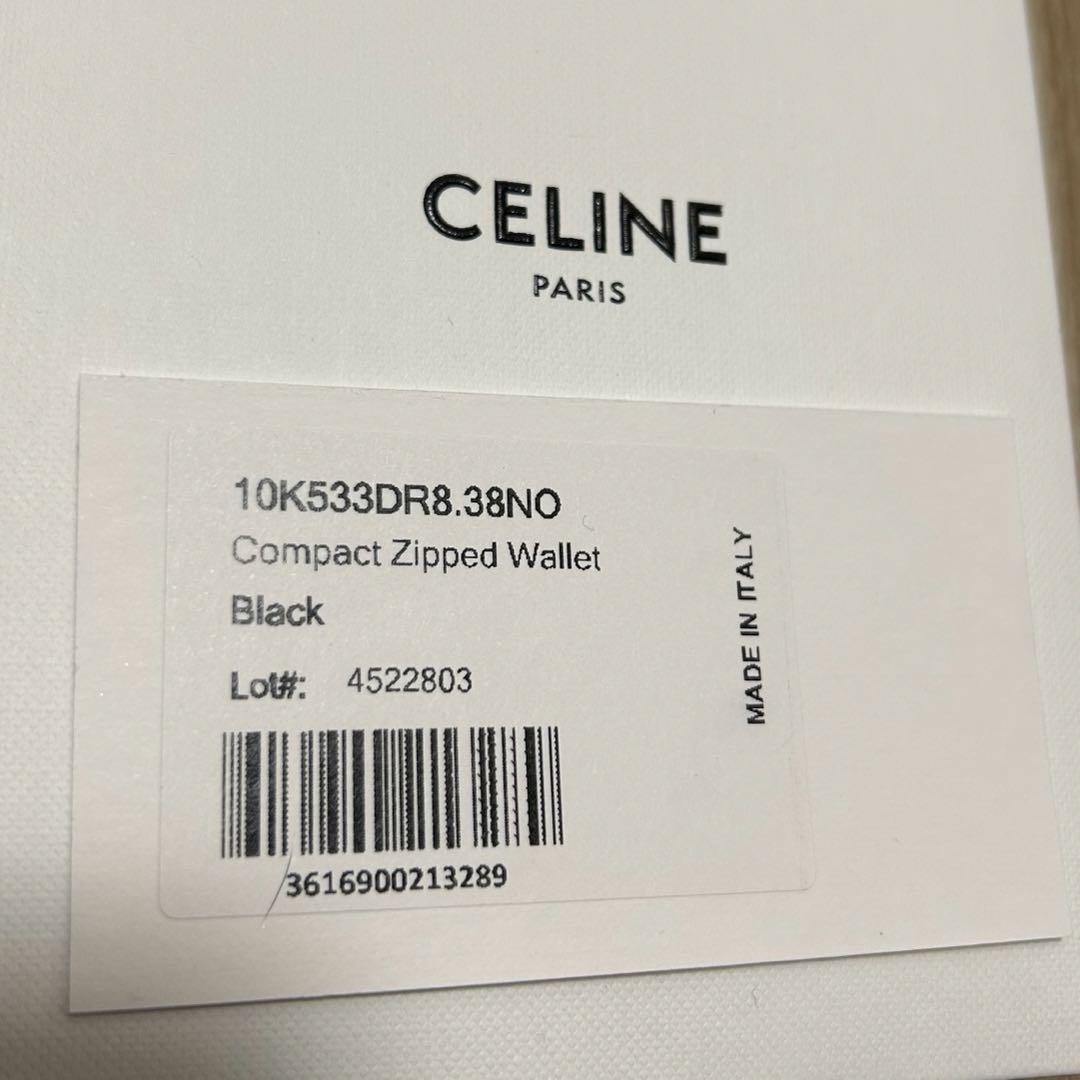 CELINE
PARIS
10K533DR8.38NO
Compact Zipped Wallet
Black
Lot#: 4522803
3616900213289
MADE IN ITALY